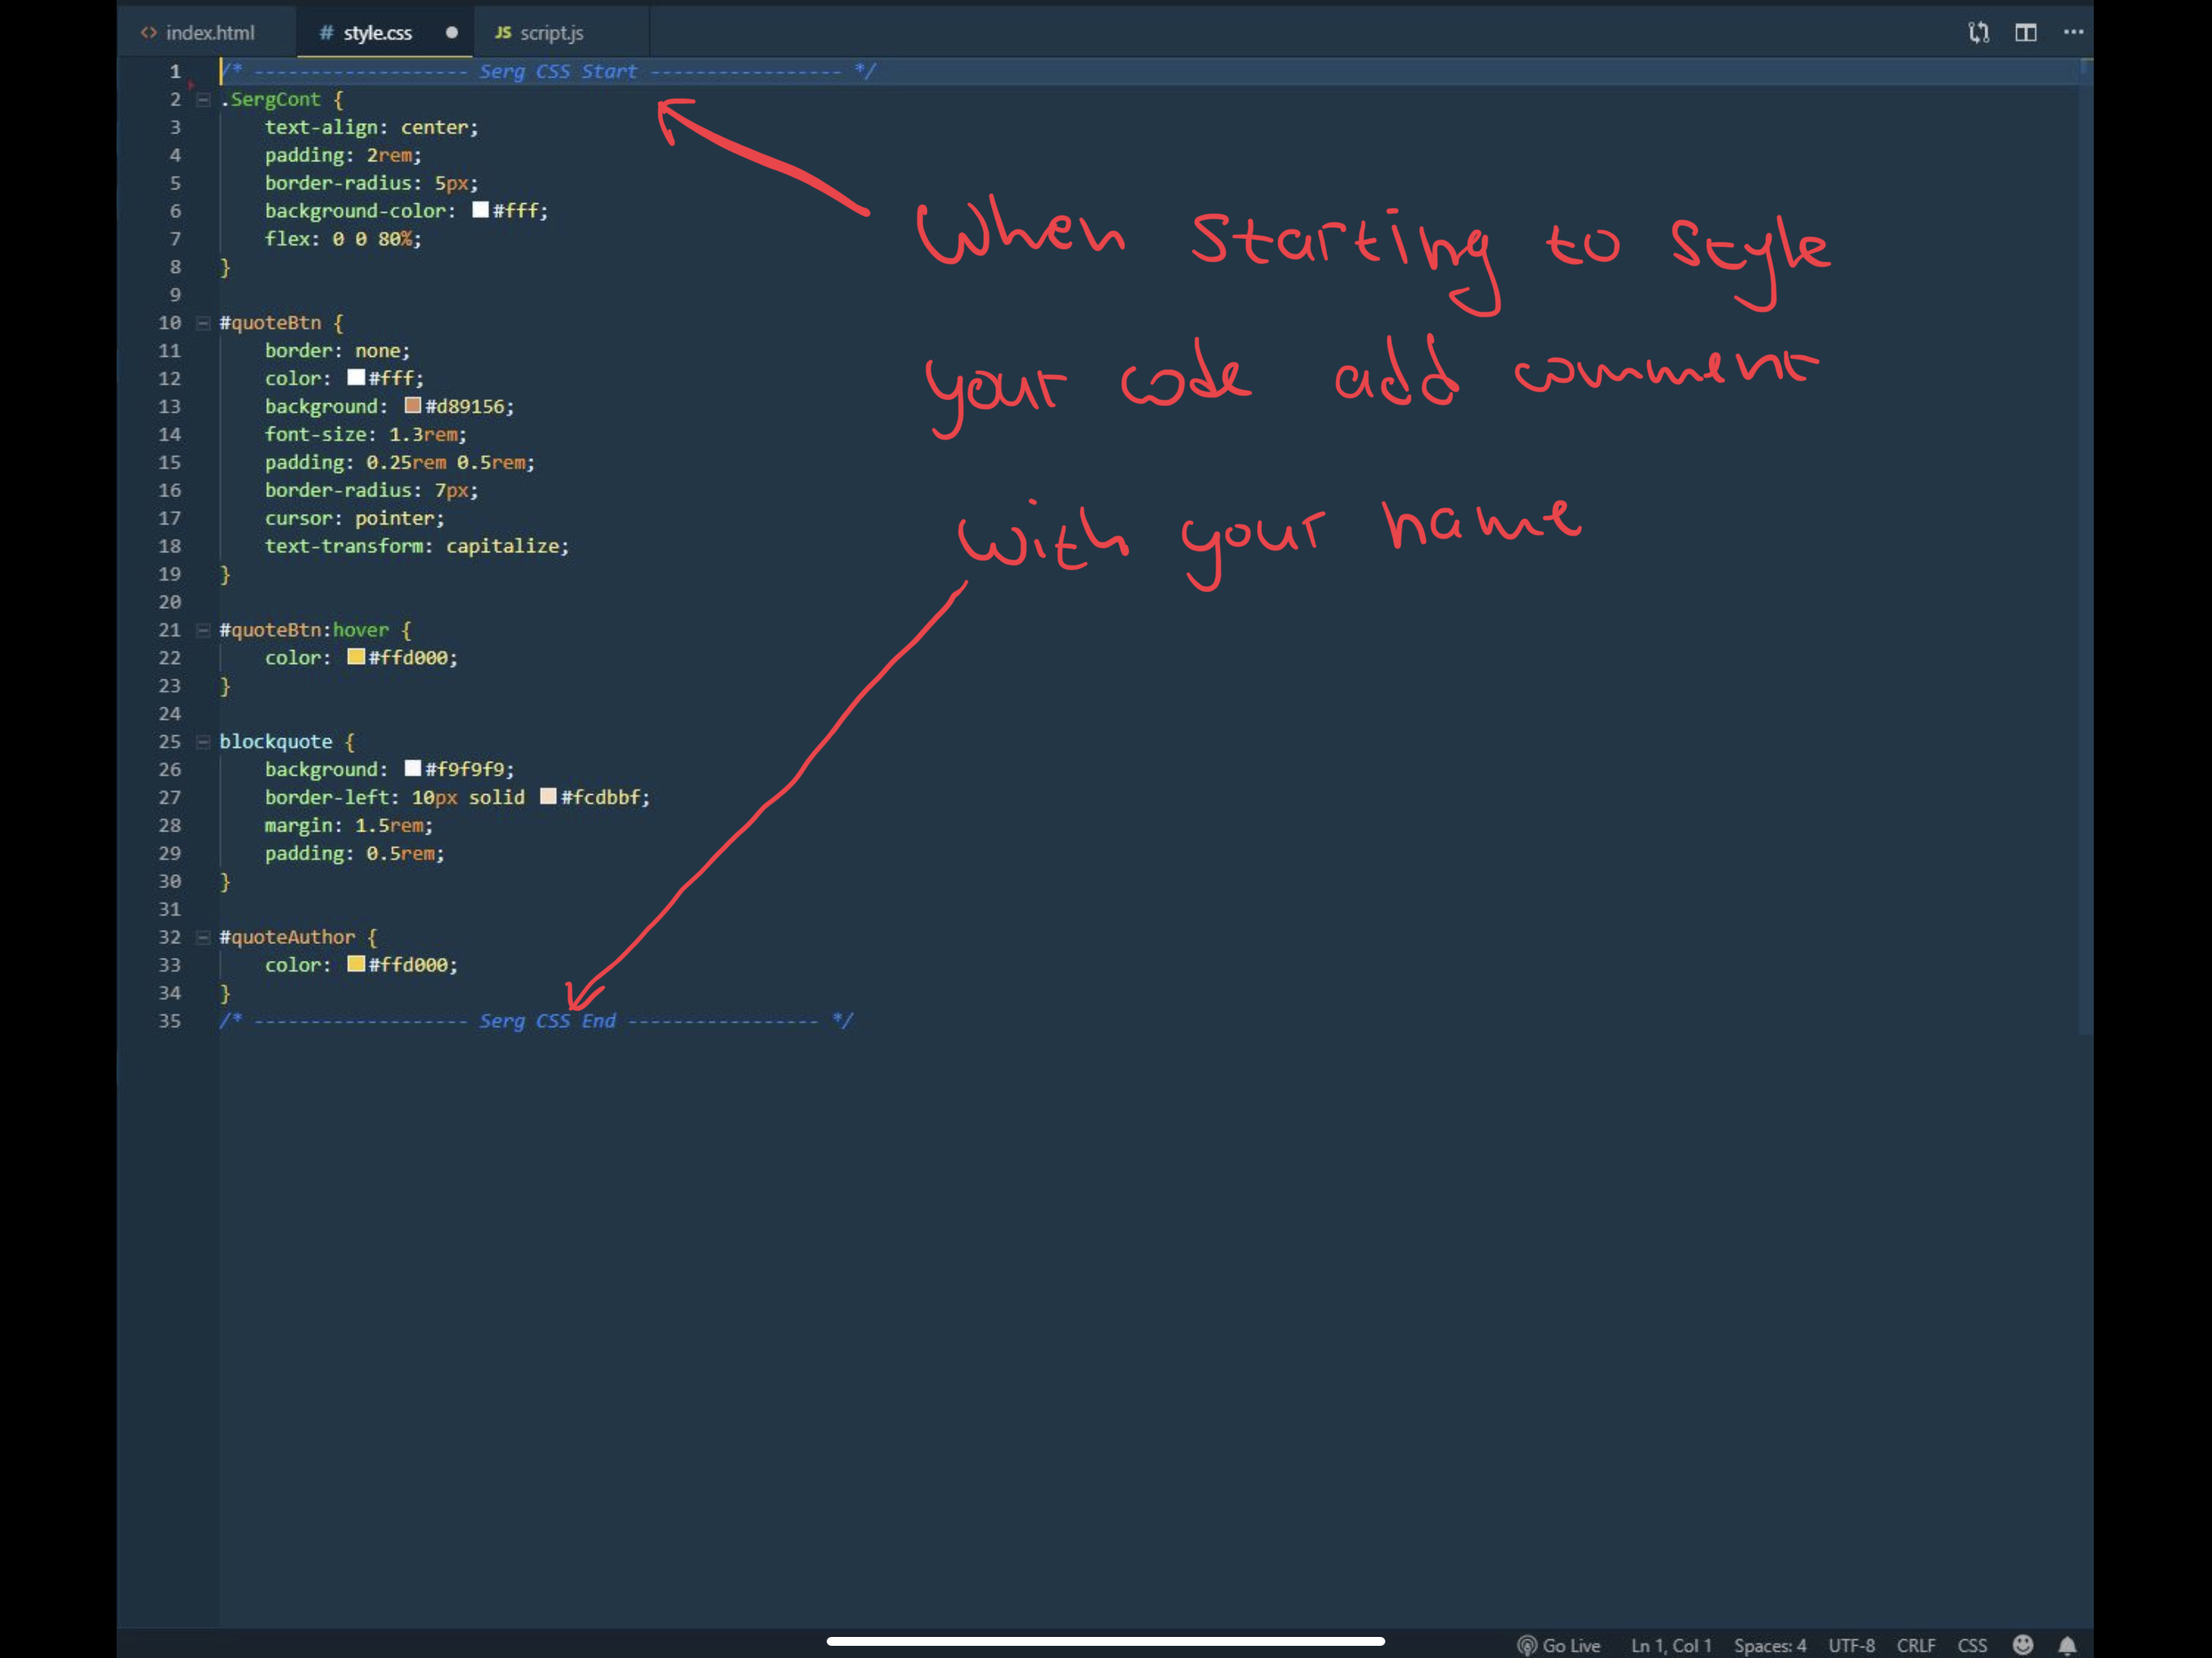 <> index.html # style.css ● JS script.js
1 /* ------------------- Serg CSS Start ----------------- */
2 .SergCont {
3 text-align: center;
4 padding: 2rem;
5 border-radius: 5px;
6 background-color: #fff;
7 flex: 0 0 80%;
8 }
9
10 #quoteBtn {
11 border: none;
12 color: #fff;
13 background: #d89156;
14 font-size: 1.3rem;
15 padding: 0.25rem 0.5rem;
16 border-radius: 7px;
17 cursor: pointer;
18 text-transform: capitalize;
19 }
20
21 #quoteBtn:hover {
22 color: #ffd000;
23 }
24
25 blockquote {
26 background: #f9f9f9;
27 border-left: 10px solid #fcdbbf;
28 margin: 1.5rem;
29 padding: 0.5rem;
30 }
31
32 #quoteAuthor {
33 color: #ffd000;
34 }
35 /* ------------------- Serg CSS End ----------------- */
When starting to style
your code add comment
with your name
Go Live Ln 1, Col 1 Spaces: 4 UTF-8 CRLF CSS